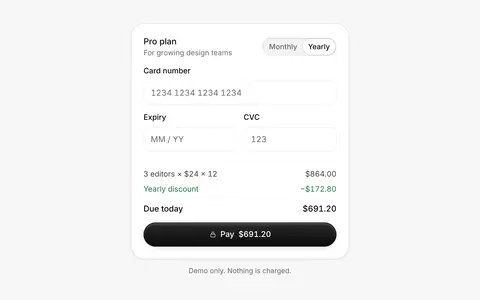 Pro plan
For growing design teams
Monthly Yearly
Card number
1234 1234 1234 1234
Expiry CVC
MM / YY 123
3 editors × $24 × 12 $864.00
Yearly discount −$172.80
Due today $691.20
Pay $691.20
Demo only. Nothing is charged.